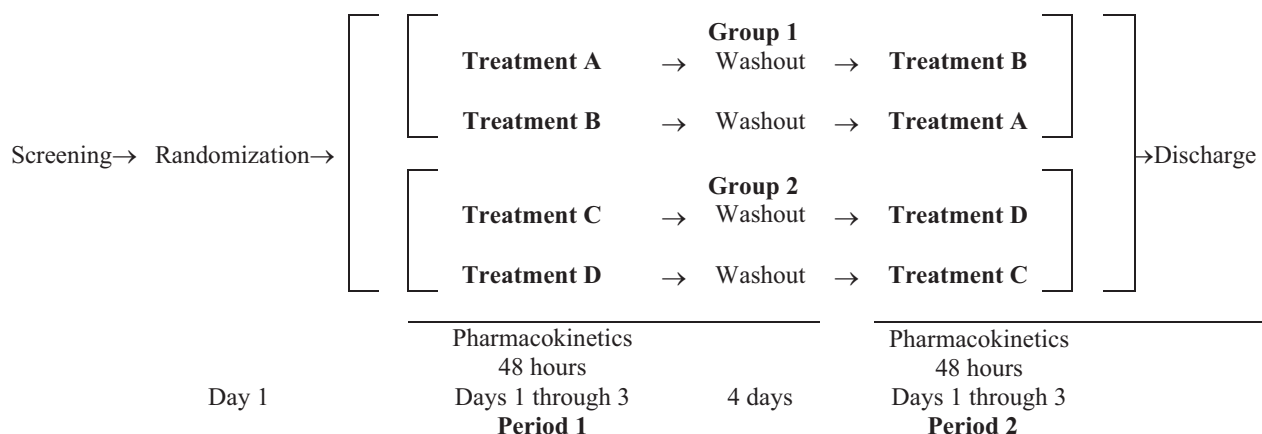 Group 1
Treatment A → Washout → Treatment B
Treatment B → Washout → Treatment A
Screening→ Randomization→ →Discharge
Group 2
Treatment C → Washout → Treatment D
Treatment D → Washout → Treatment C
Pharmacokinetics Pharmacokinetics
48 hours 48 hours
Day 1 Days 1 through 3 4 days Days 1 through 3
Period 1 Period 2